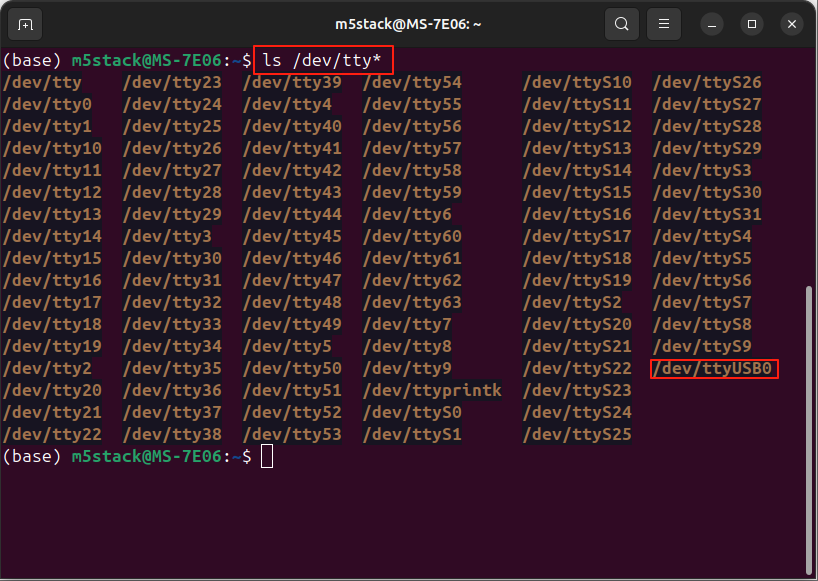 m5stack@MS-7E06: ~
(base) m5stack@MS-7E06:~$ ls /dev/tty*
/dev/tty /dev/tty23 /dev/tty39 /dev/tty54 /dev/ttyS10 /dev/ttyS26
/dev/tty0 /dev/tty24 /dev/tty4 /dev/tty55 /dev/ttyS11 /dev/ttyS27
/dev/tty1 /dev/tty25 /dev/tty40 /dev/tty56 /dev/ttyS12 /dev/ttyS28
/dev/tty10 /dev/tty26 /dev/tty41 /dev/tty57 /dev/ttyS13 /dev/ttyS29
/dev/tty11 /dev/tty27 /dev/tty42 /dev/tty58 /dev/ttyS14 /dev/ttyS3
/dev/tty12 /dev/tty28 /dev/tty43 /dev/tty59 /dev/ttyS15 /dev/ttyS30
/dev/tty13 /dev/tty29 /dev/tty44 /dev/tty6 /dev/ttyS16 /dev/ttyS31
/dev/tty14 /dev/tty3 /dev/tty45 /dev/tty60 /dev/ttyS17 /dev/ttyS4
/dev/tty15 /dev/tty30 /dev/tty46 /dev/tty61 /dev/ttyS18 /dev/ttyS5
/dev/tty16 /dev/tty31 /dev/tty47 /dev/tty62 /dev/ttyS19 /dev/ttyS6
/dev/tty17 /dev/tty32 /dev/tty48 /dev/tty63 /dev/ttyS2 /dev/ttyS7
/dev/tty18 /dev/tty33 /dev/tty49 /dev/tty7 /dev/ttyS20 /dev/ttyS8
/dev/tty19 /dev/tty34 /dev/tty5 /dev/tty8 /dev/ttyS21 /dev/ttyS9
/dev/tty2 /dev/tty35 /dev/tty50 /dev/tty9 /dev/ttyS22 /dev/ttyUSB0
/dev/tty20 /dev/tty36 /dev/tty51 /dev/ttyprintk /dev/ttyS23
/dev/tty21 /dev/tty37 /dev/tty52 /dev/ttyS0 /dev/ttyS24
/dev/tty22 /dev/tty38 /dev/tty53 /dev/ttyS1 /dev/ttyS25
(base) m5stack@MS-7E06:~$